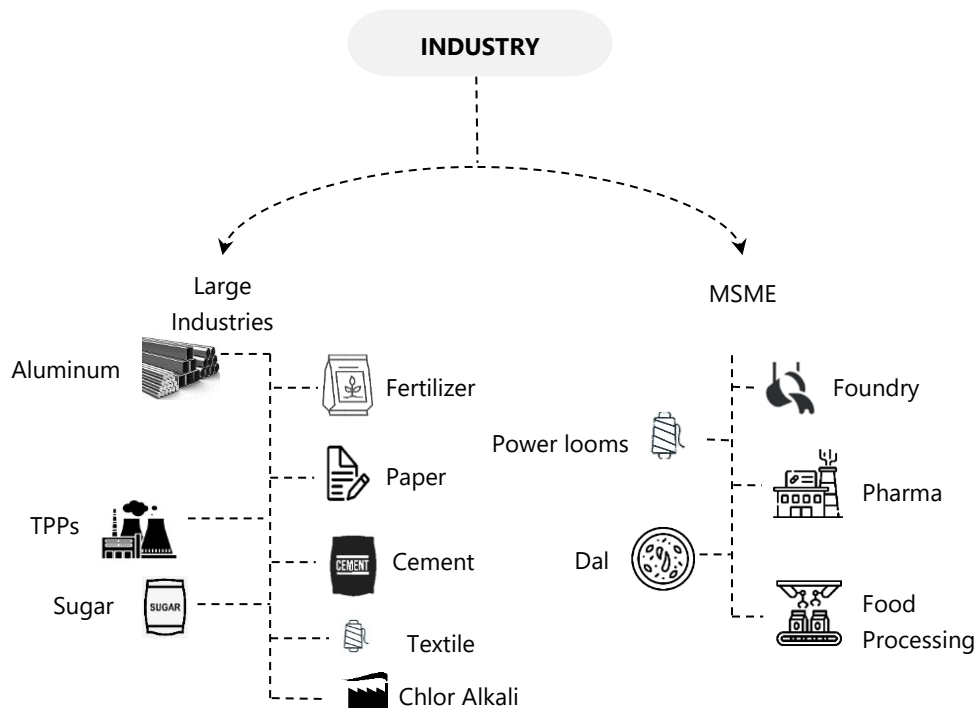 INDUSTRY
Large
Industries
MSME
Aluminum
Fertilizer
Paper
TPPs
Cement
CEMENT
Sugar
SUGAR
Textile
Chlor Alkali
Foundry
Power looms
Pharma
Dal
Food
Processing